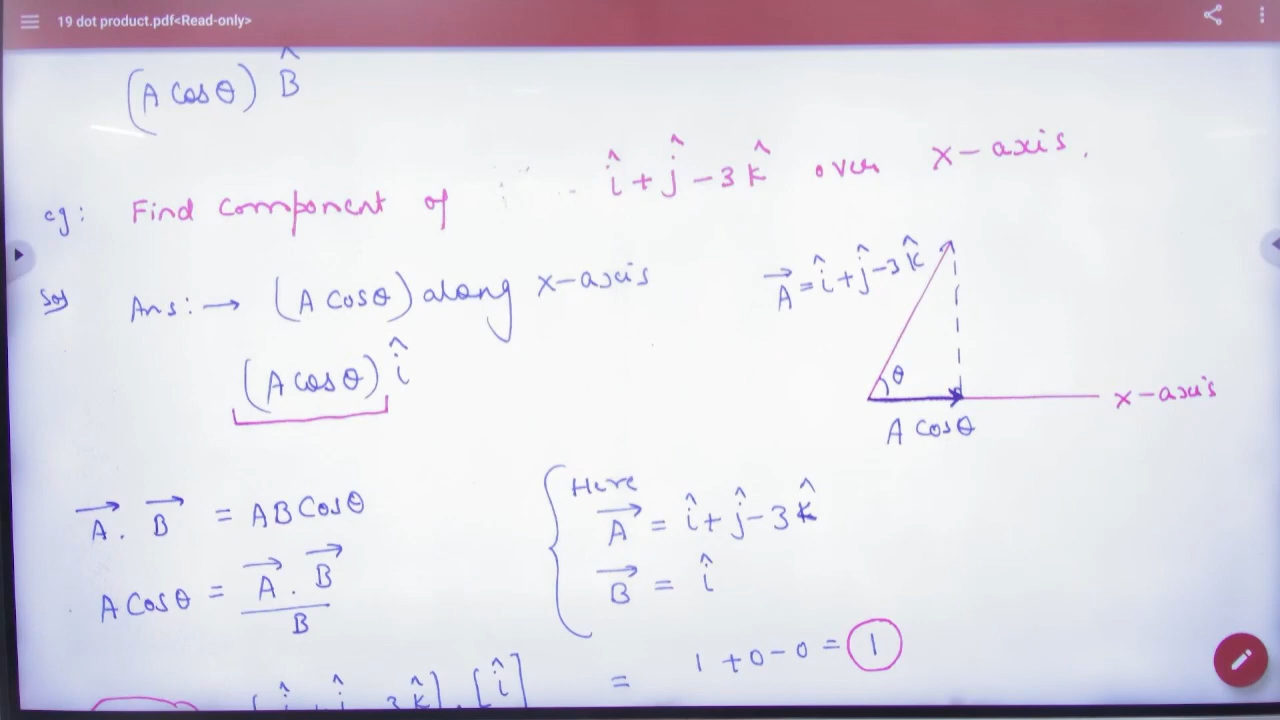 19 dot product.pdf<Read-only>
(A cosθ) B̂
eg: Find component of î + ĵ - 3k̂ over x-axis.
Sol Ans: → (A cosθ) along x-axis
(A cosθ) î
A⃗ = î + ĵ - 3k̂
θ
x-axis
A cosθ
A⃗ . B⃗ = AB Cosθ
A Cosθ = A⃗ . B⃗ / B
Here
A⃗ = î + ĵ - 3k̂
B⃗ = î
[î + ĵ - 3k̂] . [î] = 1 + 0 - 0 = 1